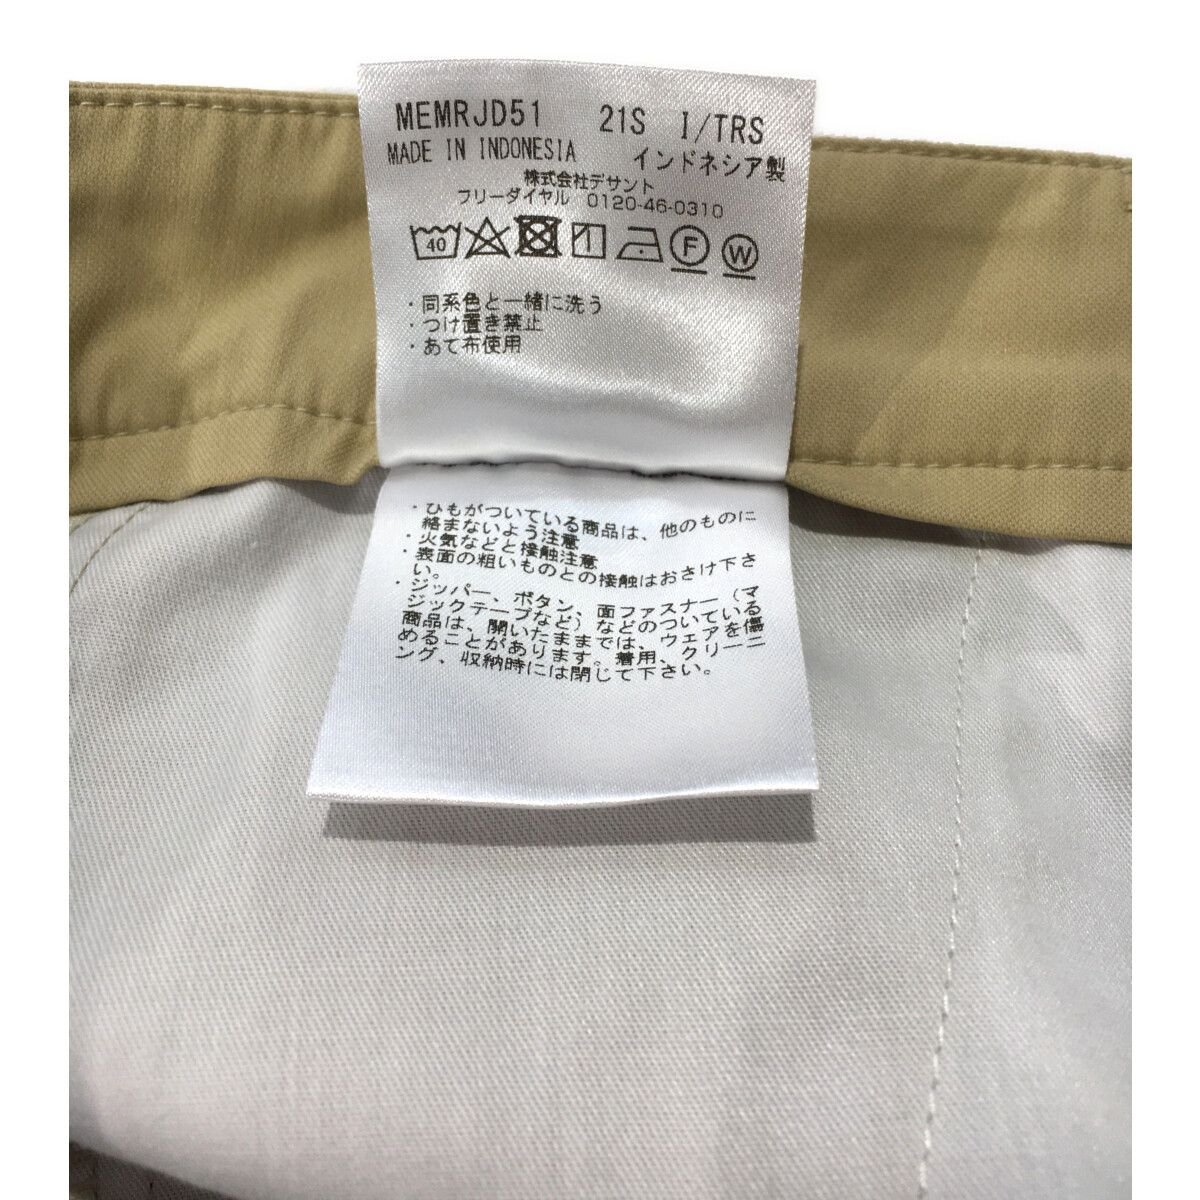 MEMRJD51 21S I/TRS
MADE IN INDONESIA インドネシア製
株式会社デサント
フリーダイヤル 0120-46-0310
40 1 F W
・同系色と一緒に洗う
・つけ置き禁止
・あて布使用
・ひもがついている商品は、他のものに
絡まないよう注意
・火気などと接触注意
・表面の粗いものとの接触はおさけ下さ
い。
・ジッパー、ボタン、面ファスナー（マ
ジックテープなど）などのついている
商品は、開いたままでは、ウェアを傷
めることがあります。着用、クリーニ
ング、収納時には閉じて下さい。